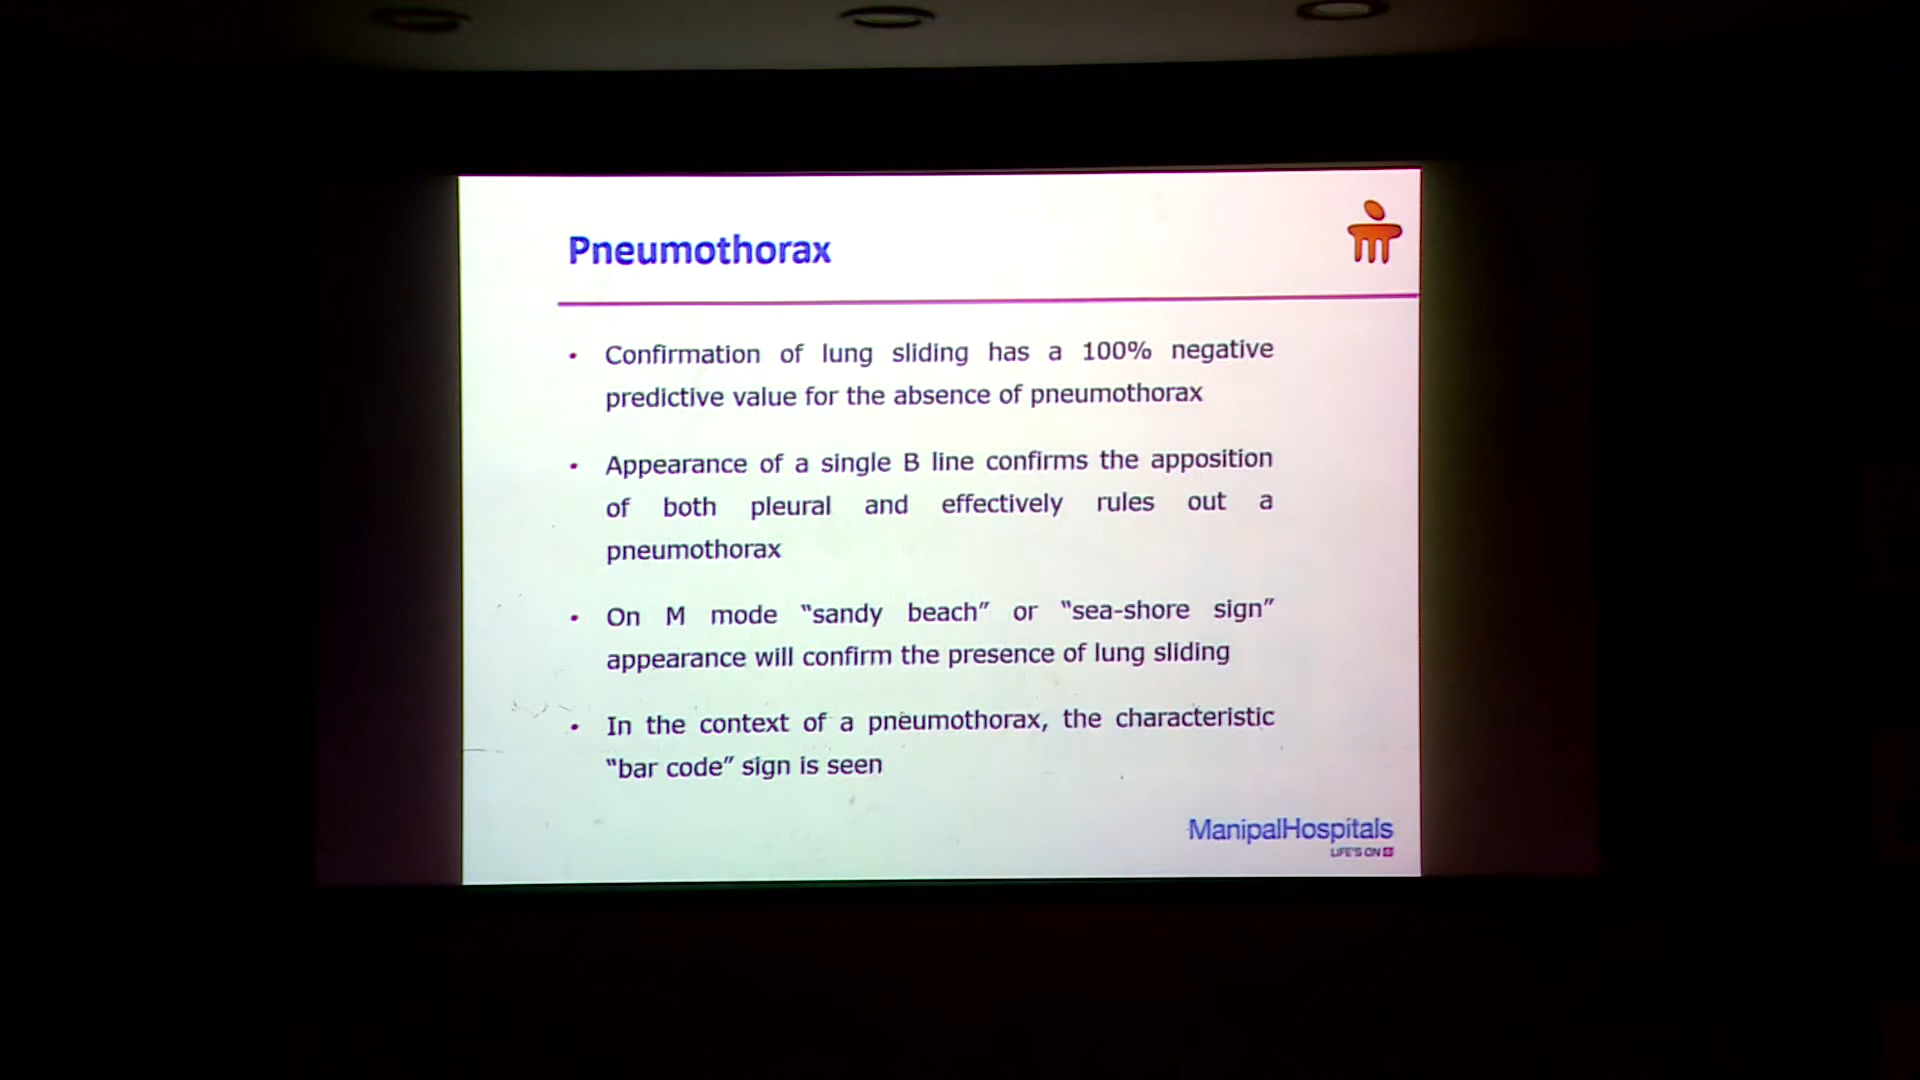 Pneumothorax
• Confirmation of lung sliding has a 100% negative
predictive value for the absence of pneumothorax
• Appearance of a single B line confirms the apposition
of both pleural and effectively rules out a
pneumothorax
• On M mode “sandy beach” or “sea-shore sign”
appearance will confirm the presence of lung sliding
• In the context of a pneumothorax, the characteristic
“bar code” sign is seen
ManipalHospitals
LIFE'S ON